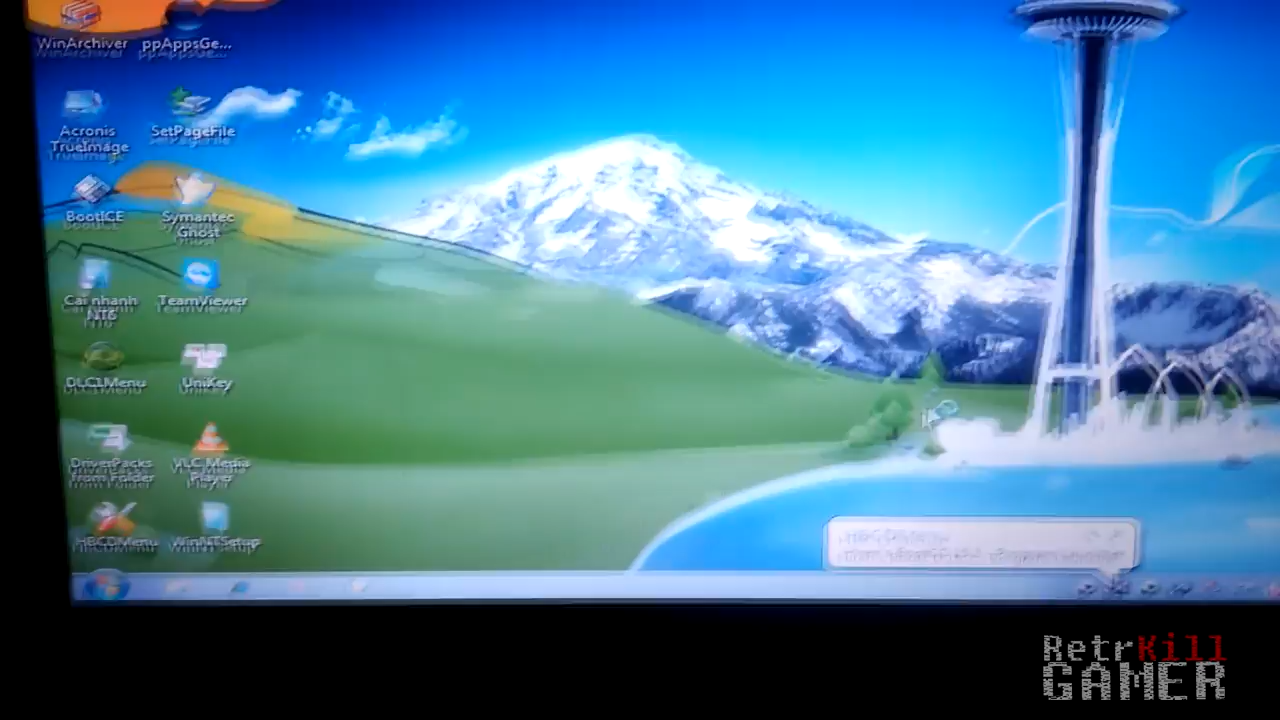 WinArchiver
ppAppsGe...
Acronis
TrueImage
SetPageFile
BootICE
Symantec
Ghost
Cai nhanh
NT6
TeamViewer
DLC1Menu
UniKey
DriverPacks
from Folder
VLC Media
Player
HBCDMenu
WinNTSetup
RetrKill
GAMER